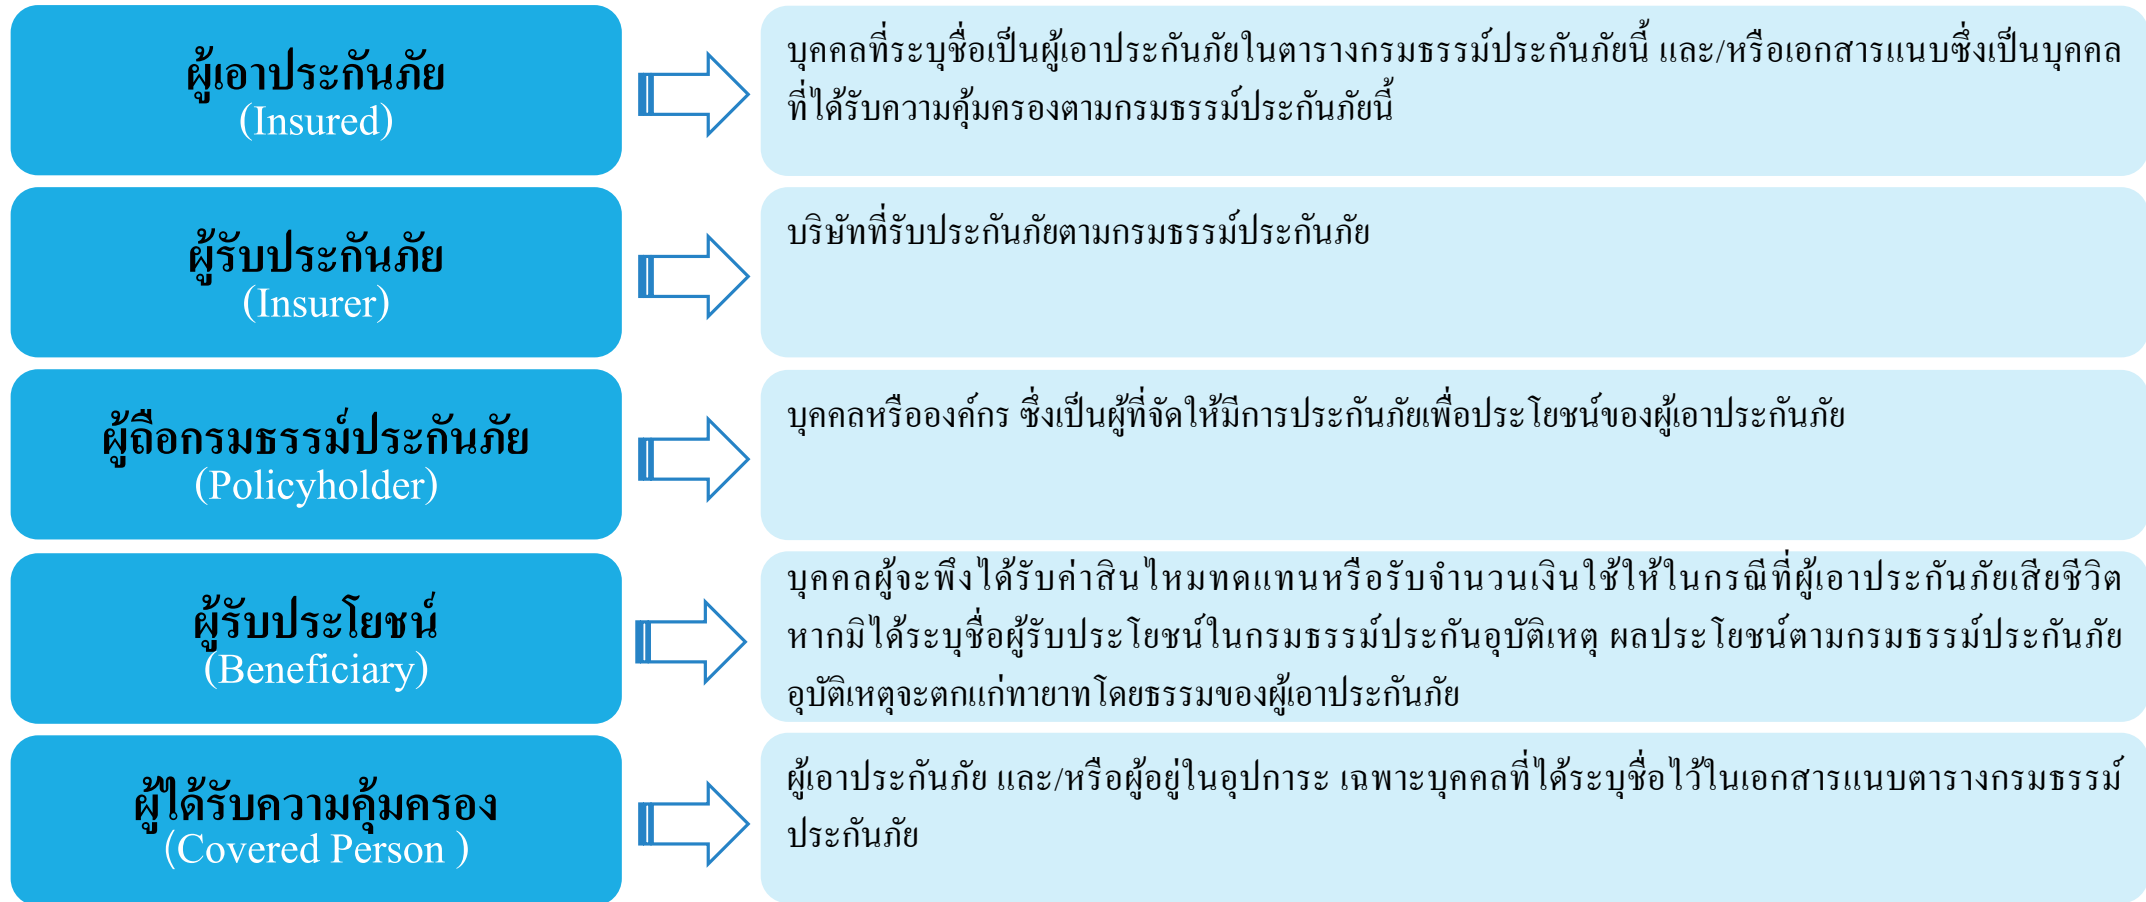 ผู้เอาประกันภัย
(Insured)
บุคคลที่ระบุชื่อเป็นผู้เอาประกันภัยในตารางกรมธรรม์ประกันภัยนี้ และ/หรือเอกสารแนบซึ่งเป็นบุคคล
ที่ได้รับความคุ้มครองตามกรมธรรม์ประกันภัยนี้
ผู้รับประกันภัย
(Insurer)
บริษัทที่รับประกันภัยตามกรมธรรม์ประกันภัย
ผู้ถือกรมธรรม์ประกันภัย
(Policyholder)
บุคคลหรือองค์กร ซึ่งเป็นผู้ที่จัดให้มีการประกันภัยเพื่อประโยชน์ของผู้เอาประกันภัย
ผู้รับประโยชน์
(Beneficiary)
บุคคลผู้จะพึงได้รับค่าสินไหมทดแทนหรือรับจำนวนเงินใช้ให้ในกรณีที่ผู้เอาประกันภัยเสียชีวิต
หากมิได้ระบุชื่อผู้รับประโยชน์ในกรมธรรม์ประกันอุบัติเหตุ ผลประโยชน์ตามกรมธรรม์ประกันภัย
อุบัติเหตุจะตกแก่ทายาทโดยธรรมของผู้เอาประกันภัย
ผู้ได้รับความคุ้มครอง
(Covered Person )
ผู้เอาประกันภัย และ/หรือผู้อยู่ในอุปการะ เฉพาะบุคคลที่ได้ระบุชื่อไว้ในเอกสารแนบตารางกรมธรรม์
ประกันภัย